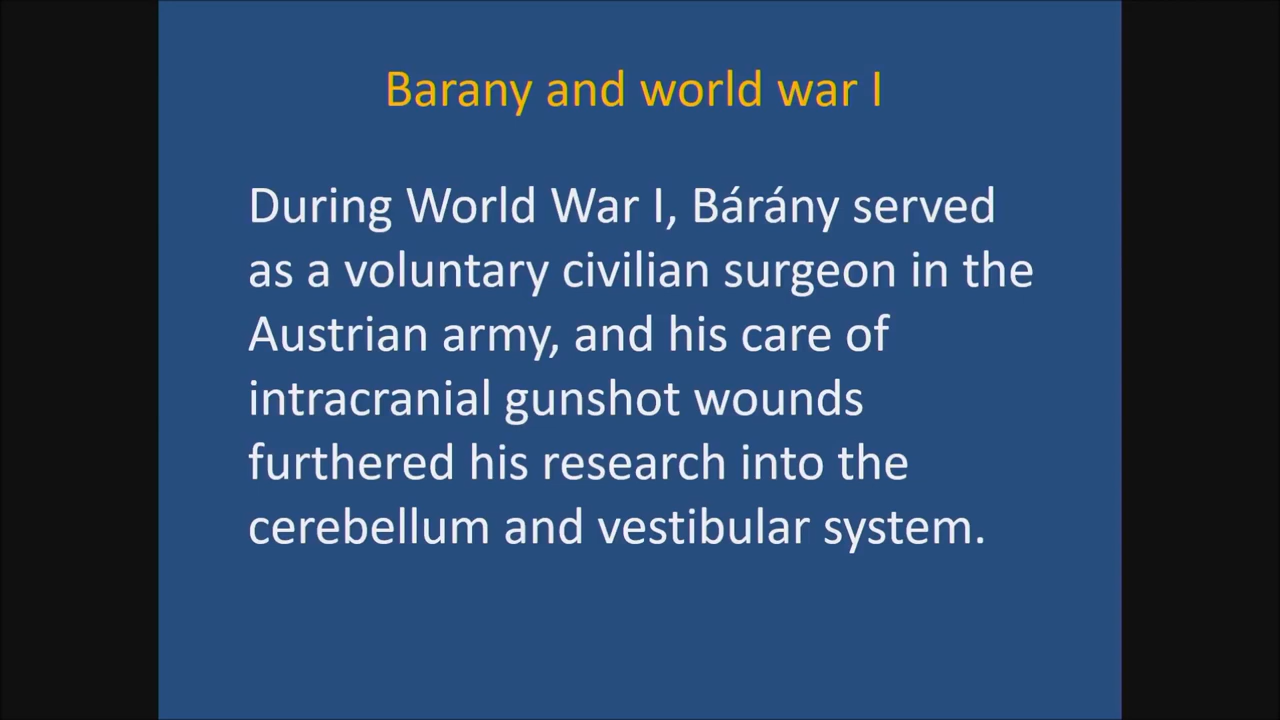 Barany and world war I
During World War I, Bárány served
as a voluntary civilian surgeon in the
Austrian army, and his care of
intracranial gunshot wounds
furthered his research into the
cerebellum and vestibular system.